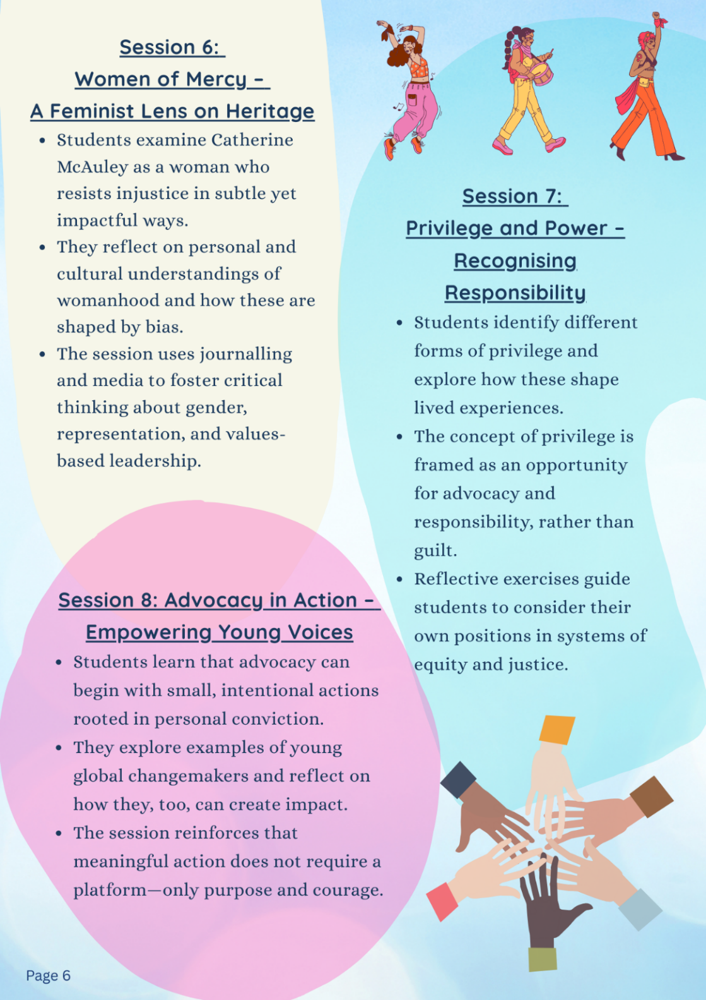 Session 6:
Women of Mercy –
A Feminist Lens on Heritage
• Students examine Catherine
McAuley as a woman who
resists injustice in subtle yet
impactful ways.
• They reflect on personal and
cultural understandings of
womanhood and how these are
shaped by bias.
• The session uses journalling
and media to foster critical
thinking about gender,
representation, and values-
based leadership.
Session 7:
Privilege and Power –
Recognising
Responsibility
• Students identify different
forms of privilege and
explore how these shape
lived experiences.
• The concept of privilege is
framed as an opportunity
for advocacy and
responsibility, rather than
guilt.
• Reflective exercises guide
students to consider their
own positions in systems of
equity and justice.
Session 8: Advocacy in Action –
Empowering Young Voices
• Students learn that advocacy can
begin with small, intentional actions
rooted in personal conviction.
• They explore examples of young
global changemakers and reflect on
how they, too, can create impact.
• The session reinforces that
meaningful action does not require a
platform—only purpose and courage.
Page 6